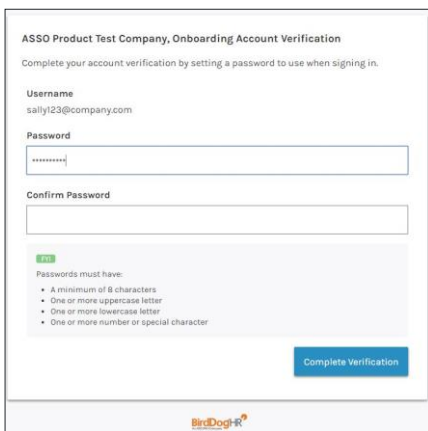 ASSO Product Test Company, Onboarding Account Verification
Complete your account verification by setting a password to use when signing in.
Username
sally123@company.com
Password
••••••••••
Confirm Password
FYI
Passwords must have:
• A minimum of 8 characters
• One or more uppercase letter
• One or more lowercase letter
• One or more number or special character
Complete Verification
BirdDogHR